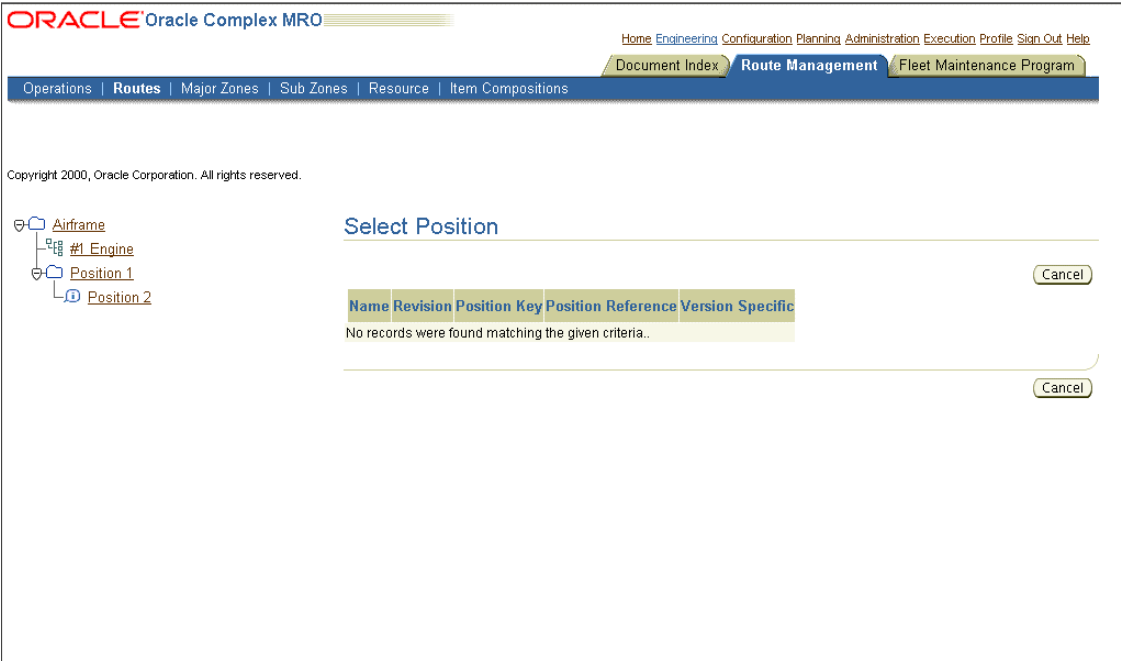 ORACLE® Oracle Complex MRO
Home Engineering Configuration Planning Administration Execution Profile Sign Out Help
Document Index Route Management Fleet Maintenance Program
Operations | Routes | Major Zones | Sub Zones | Resource | Item Compositions
Copyright 2000, Oracle Corporation. All rights reserved.
Airframe
Select Position
#1 Engine
Position 1
Cancel
Position 2
Name Revision Position Key Position Reference Version Specific
No records were found matching the given criteria..
Cancel